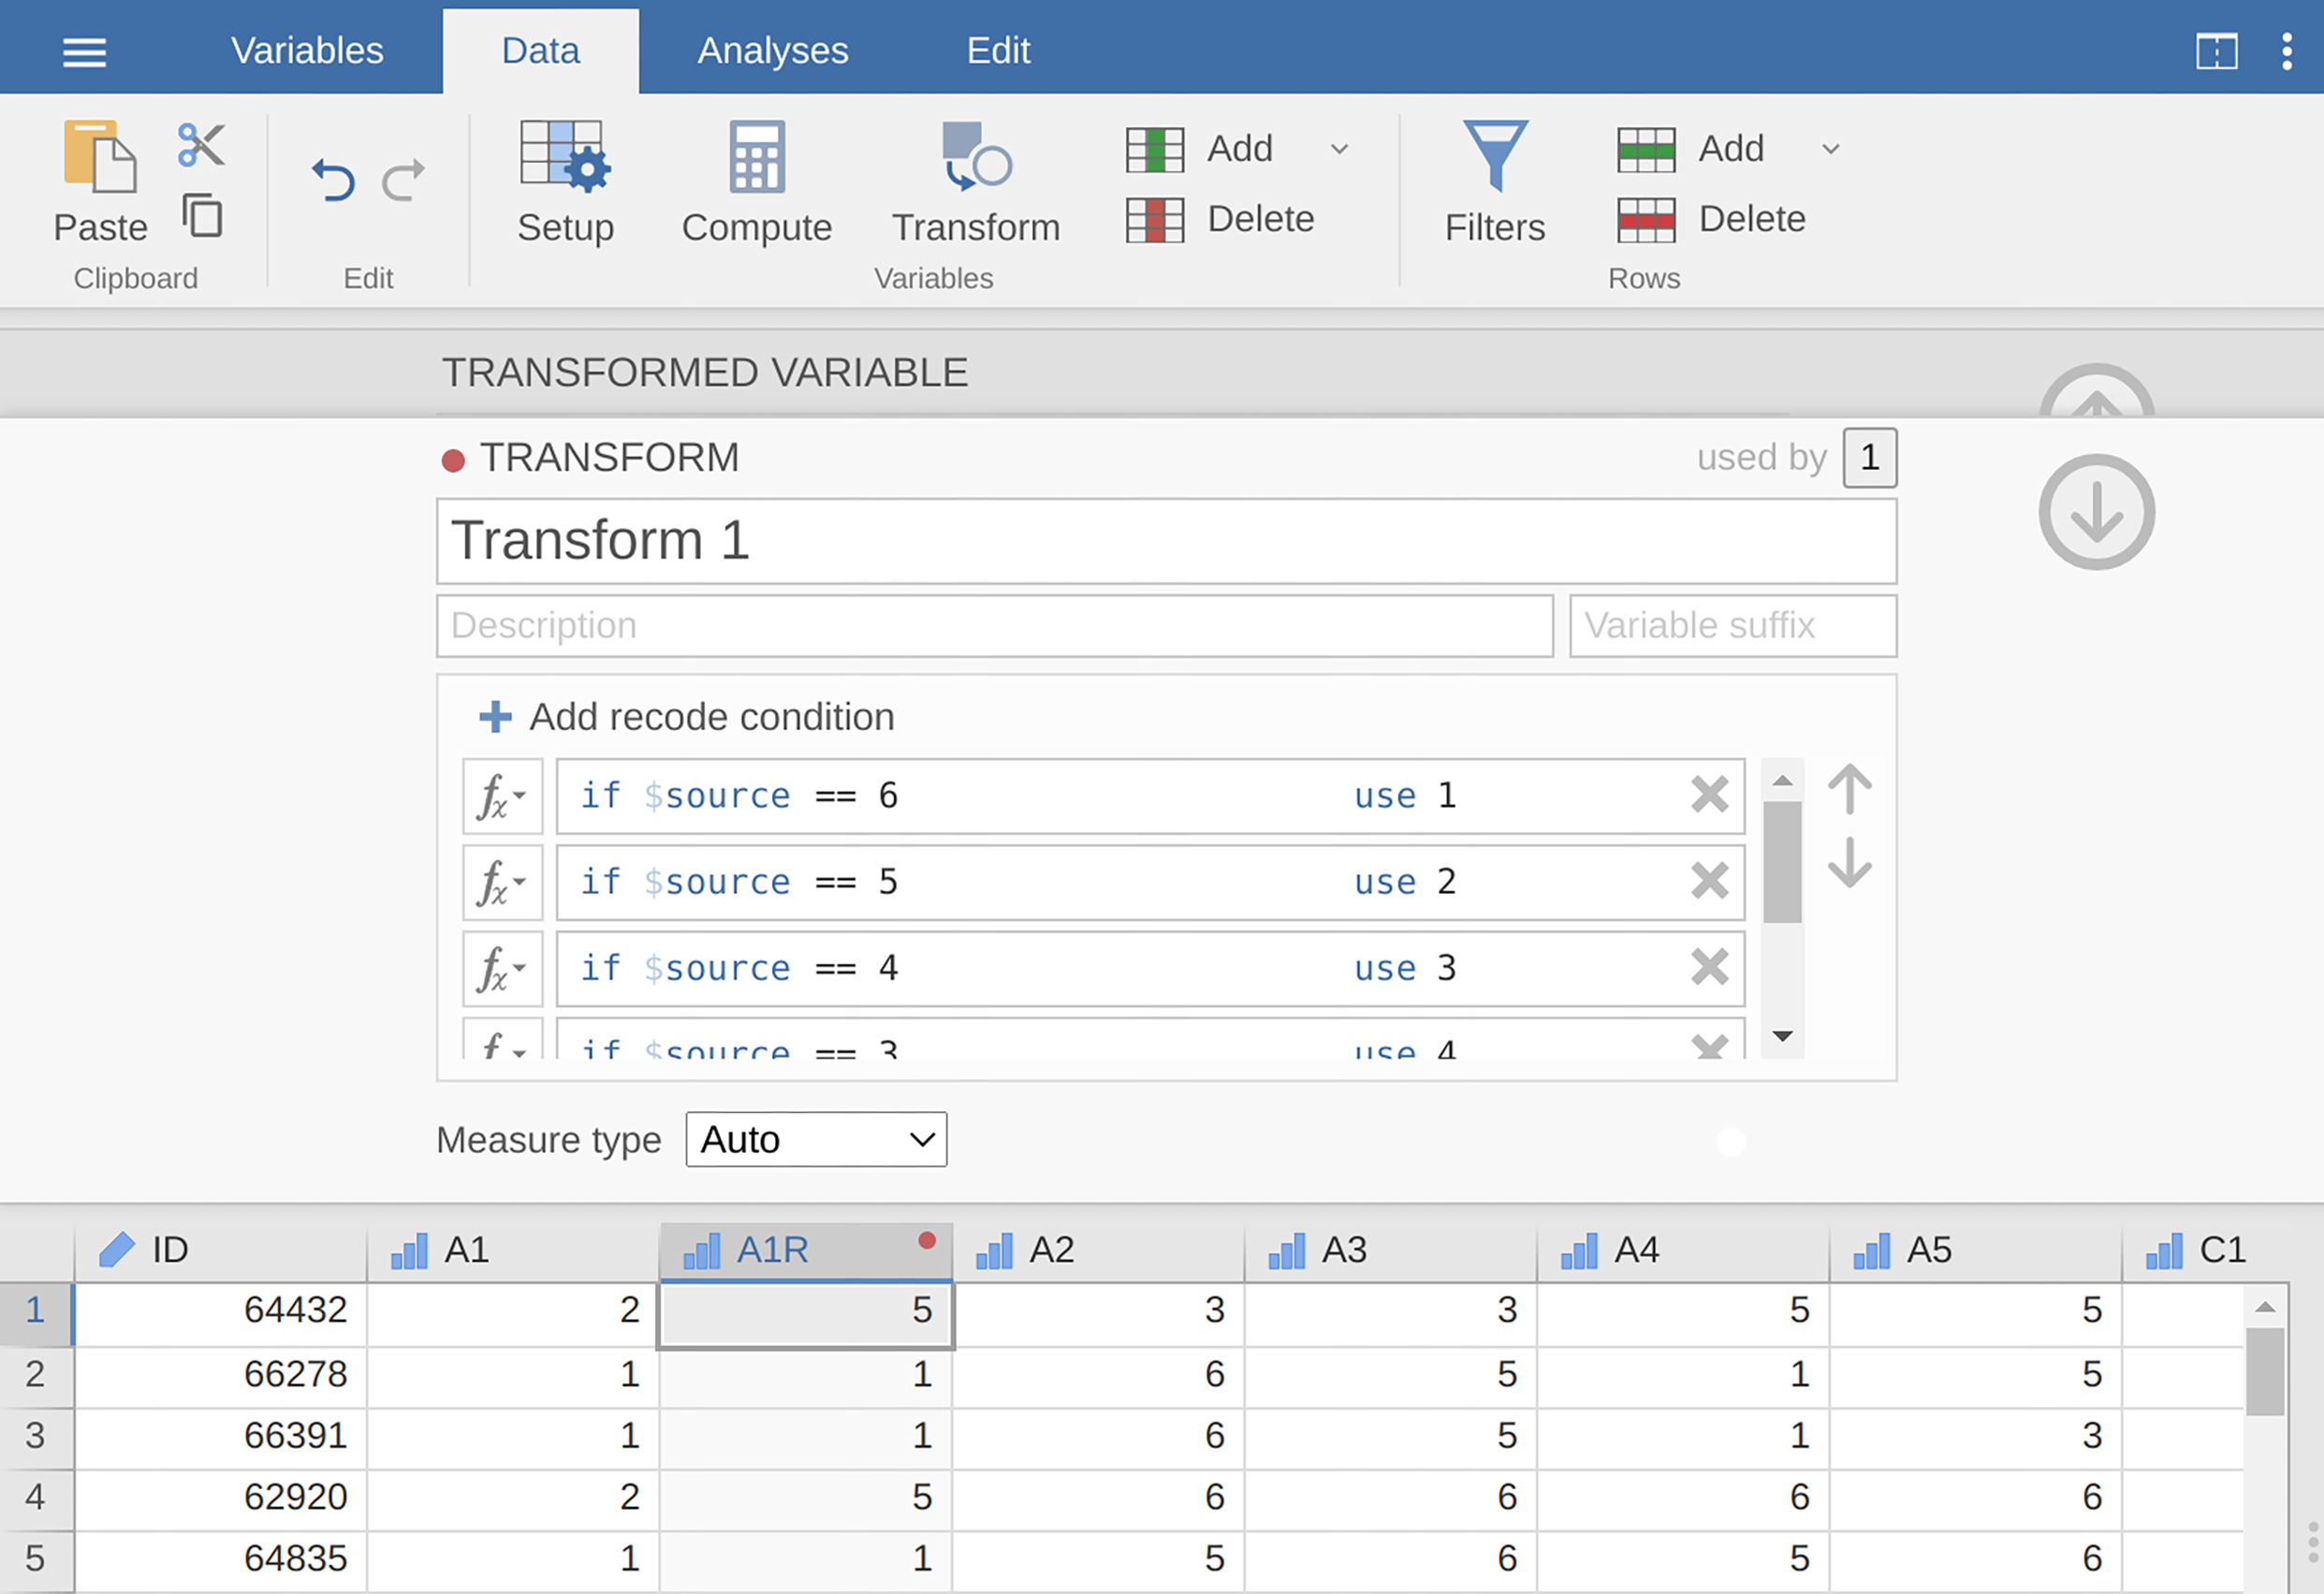 Variables Data Analyses Edit
Paste
Clipboard
Edit
Setup
Compute
Transform
Add
Delete
Variables
Filters
Add
Delete
Rows
TRANSFORMED VARIABLE
TRANSFORM used by 1
Transform 1
Description Variable suffix
Add recode condition
fx if $source == 6 use 1
fx if $source == 5 use 2
fx if $source == 4 use 3
f if $source == 3 use 4
Measure type Auto
ID A1 A1R A2 A3 A4 A5 C1
1 64432 2 5 3 3 5 5
2 66278 1 1 6 5 1 5
3 66391 1 1 6 5 1 3
4 62920 2 5 6 6 6 6
5 64835 1 1 5 6 5 6